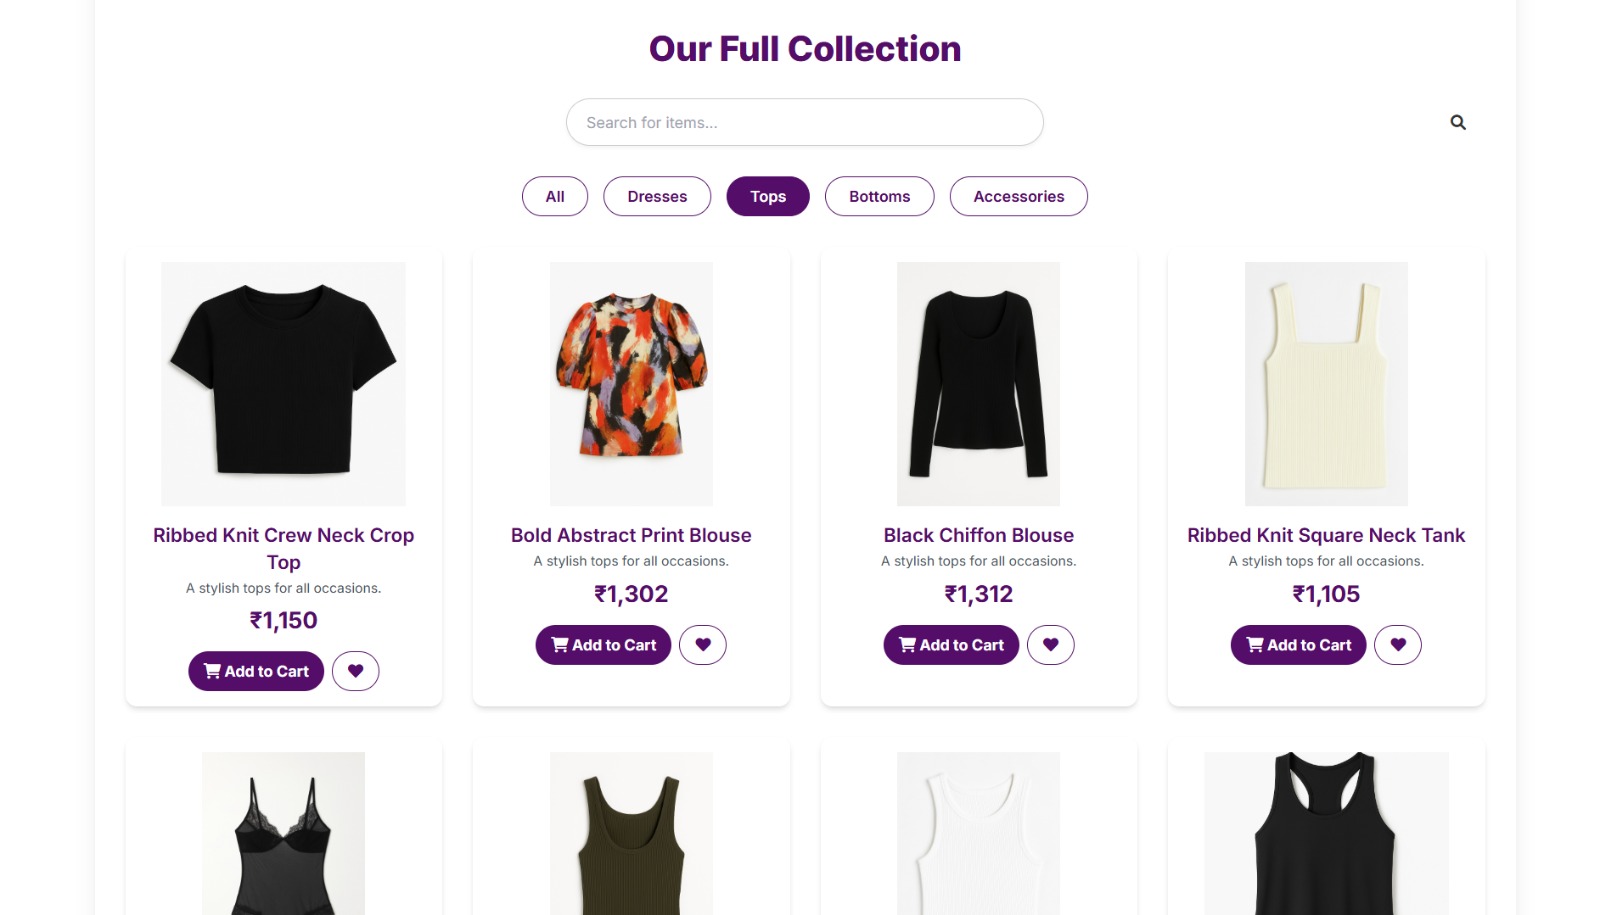 Our Full Collection
Search for items...
All
Dresses
Tops
Bottoms
Accessories
Ribbed Knit Crew Neck Crop
Top
A stylish tops for all occasions.
₹1,150
Add to Cart
Bold Abstract Print Blouse
A stylish tops for all occasions.
₹1,302
Add to Cart
Black Chiffon Blouse
A stylish tops for all occasions.
₹1,312
Add to Cart
Ribbed Knit Square Neck Tank
A stylish tops for all occasions.
₹1,105
Add to Cart